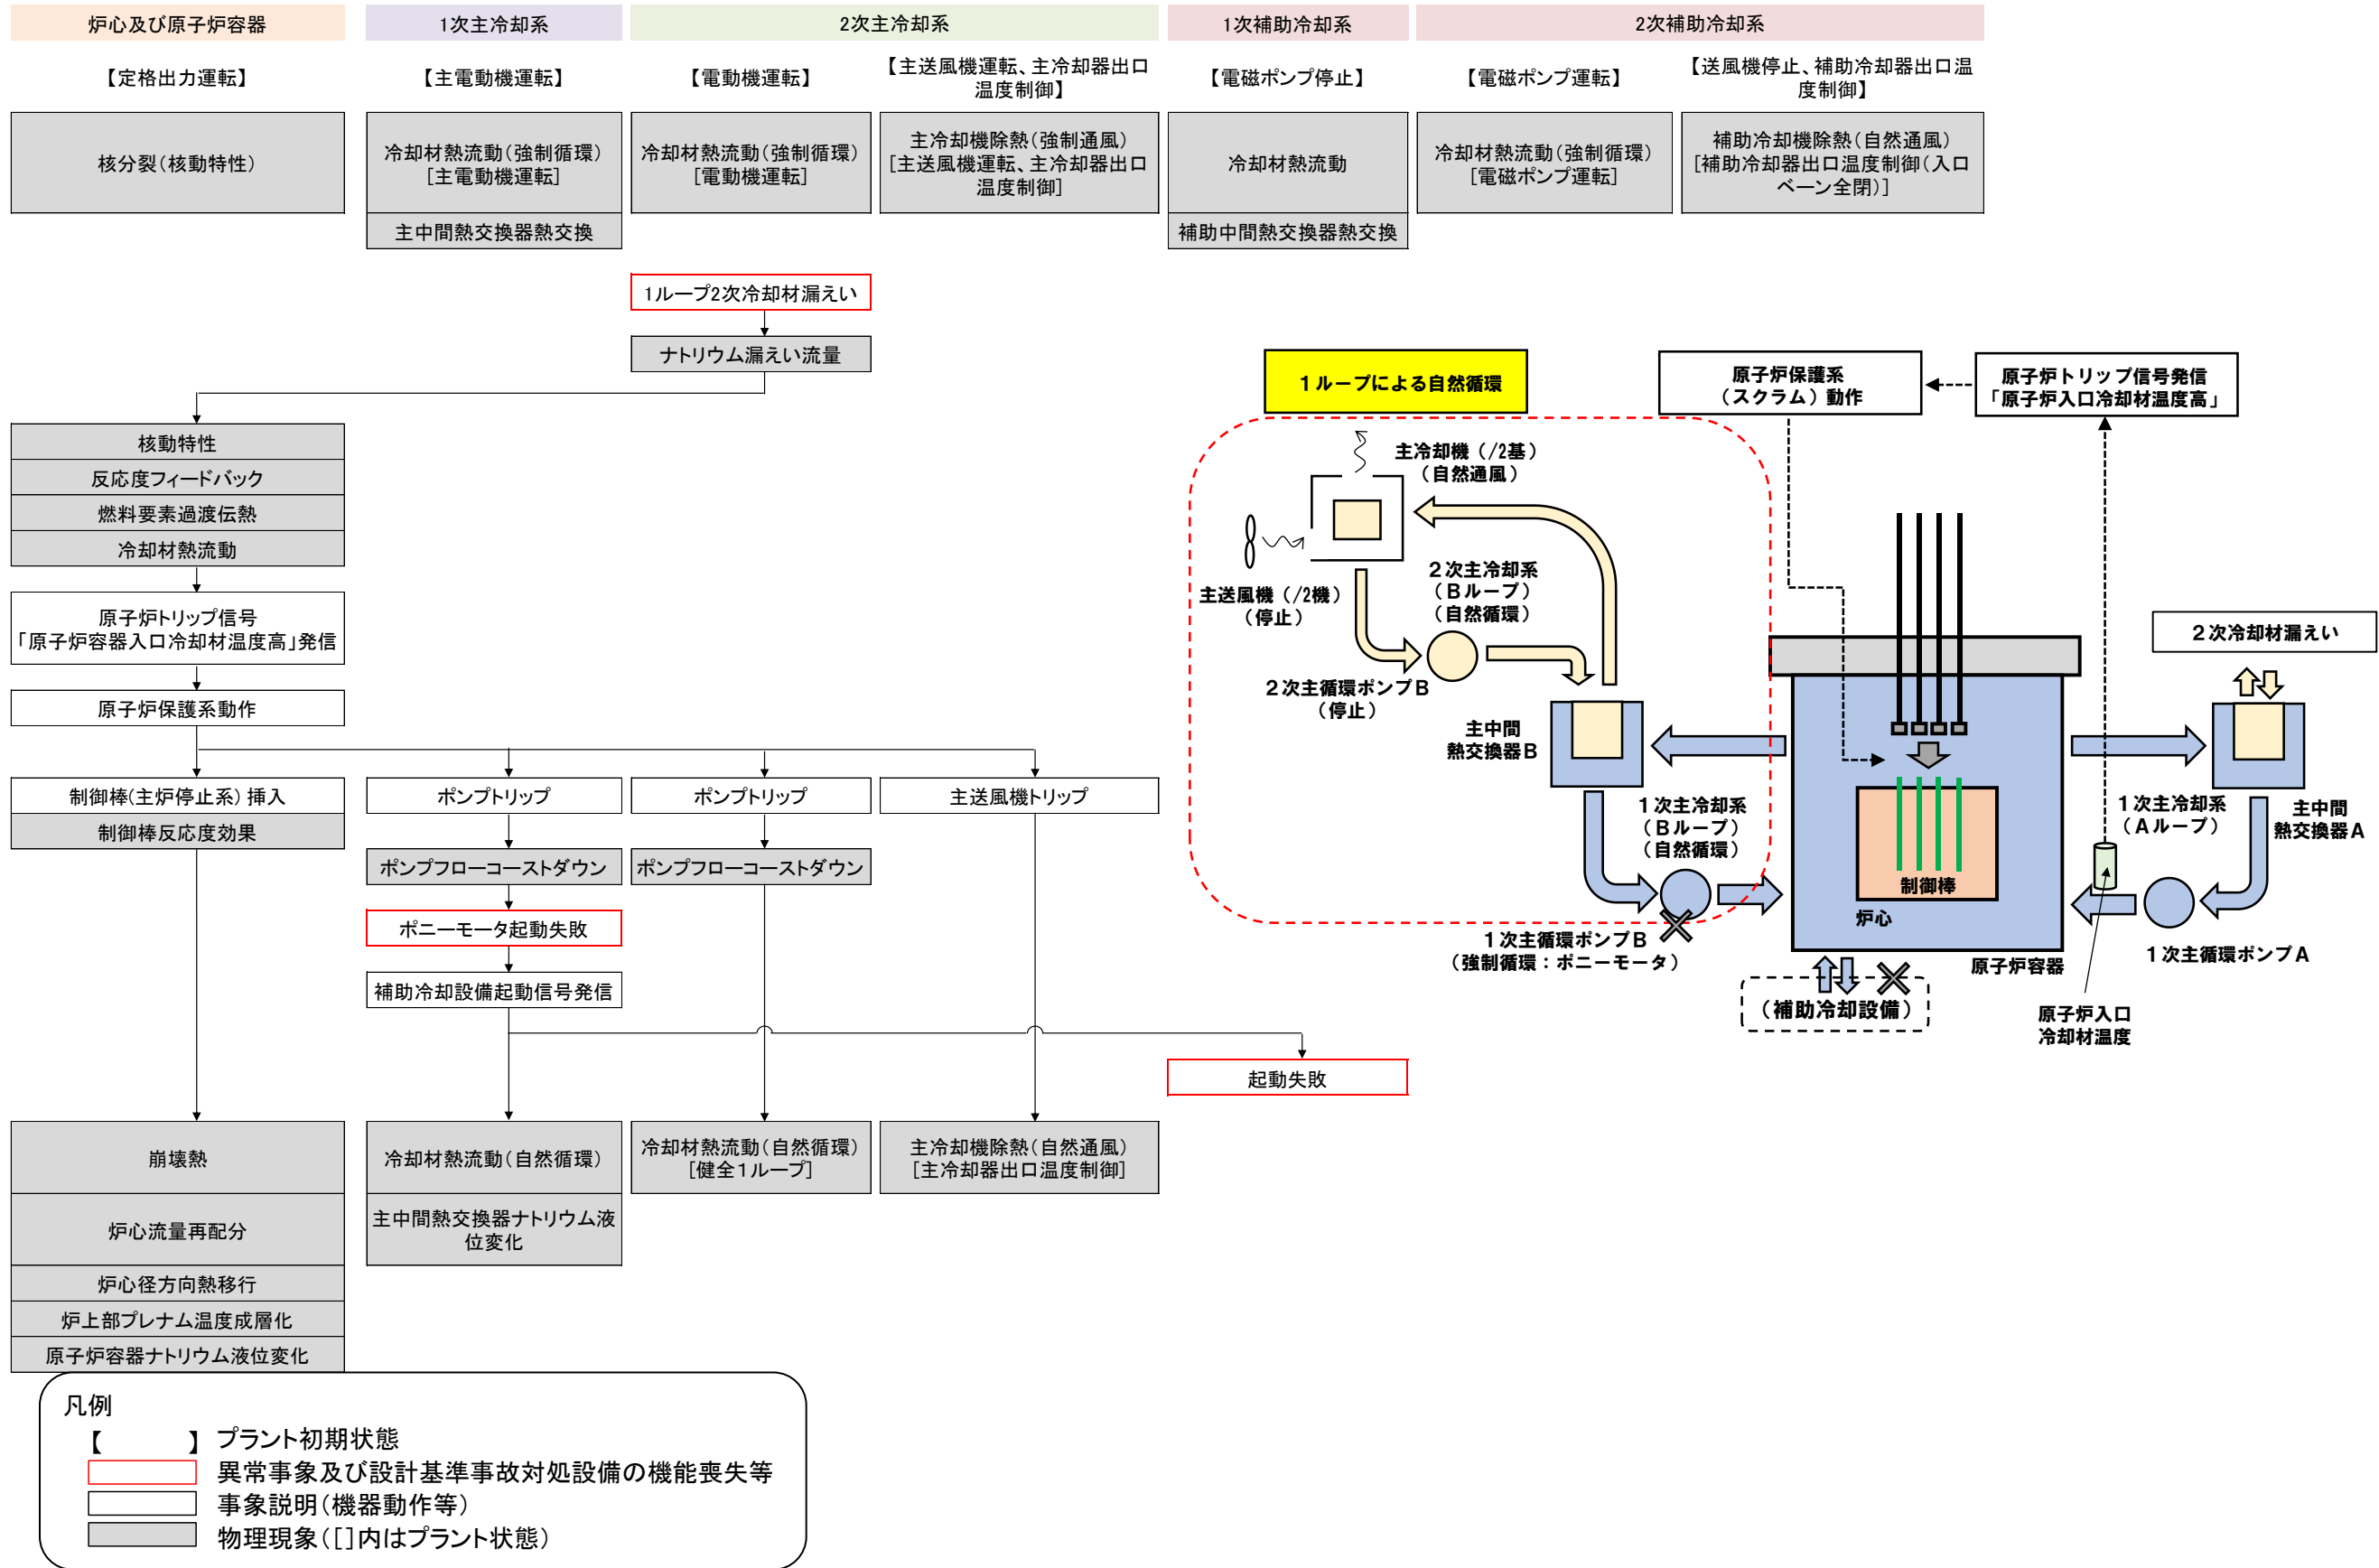 炉心及び原子炉容器
1次主冷却系
2次主冷却系
1次補助冷却系
2次補助冷却系
【定格出力運転】
【主電動機運転】
【電動機運転】
【主送風機運転、主冷却器出口
温度制御】
【電磁ポンプ停止】
【電磁ポンプ運転】
【送風機停止、補助冷却器出口温
度制御】
核分裂(核動特性)
冷却材熱流動(強制循環)
[主電動機運転]
冷却材熱流動(強制循環)
[電動機運転]
主冷却機除熱(強制通風)
[主送風機運転、主冷却器出口
温度制御]
冷却材熱流動
冷却材熱流動(強制循環)
[電磁ポンプ運転]
補助冷却機除熱(自然通風)
[補助冷却器出口温度制御(入口
ベーン全閉)]
主中間熱交換器熱交換
補助中間熱交換器熱交換
1ループ2次冷却材漏えい
ナトリウム漏えい流量
核動特性
反応度フィードバック
燃料要素過渡伝熱
冷却材熱流動
原子炉トリップ信号
「原子炉容器入口冷却材温度高」発信
原子炉保護系動作
制御棒(主炉停止系)挿入
制御棒反応度効果
ポンプトリップ
ポンプトリップ
主送風機トリップ
ポンプフローコーストダウン
ポンプフローコーストダウン
ポニーモータ起動失敗
補助冷却設備起動信号発信
起動失敗
崩壊熱
冷却材熱流動(自然循環)
冷却材熱流動(自然循環)
[健全1ループ]
主冷却機除熱(自然通風)
[主冷却器出口温度制御]
炉心流量再配分
主中間熱交換器ナトリウム液
位変化
炉心径方向熱移行
炉上部プレナム温度成層化
原子炉容器ナトリウム液位変化
凡例
【 】 プラント初期状態
異常事象及び設計基準事故対処設備の機能喪失等
事象説明(機器動作等)
物理現象([]内はプラント状態)
1ループによる自然循環
原子炉保護系
(スクラム)動作
原子炉トリップ信号発信
「原子炉入口冷却材温度高」
主冷却機(/2基)
(自然通風)
主送風機(/2機)
(停止)
2次主冷却系
(Bループ)
(自然循環)
2次主循環ポンプB
(停止)
主中間
熱交換器B
1次主冷却系
(Bループ)
(自然循環)
1次主循環ポンプB
(強制循環:ポニーモータ)
制御棒
炉心
原子炉容器
(補助冷却設備)
2次冷却材漏えい
1次主冷却系
(Aループ)
主中間
熱交換器A
1次主循環ポンプA
原子炉入口
冷却材温度